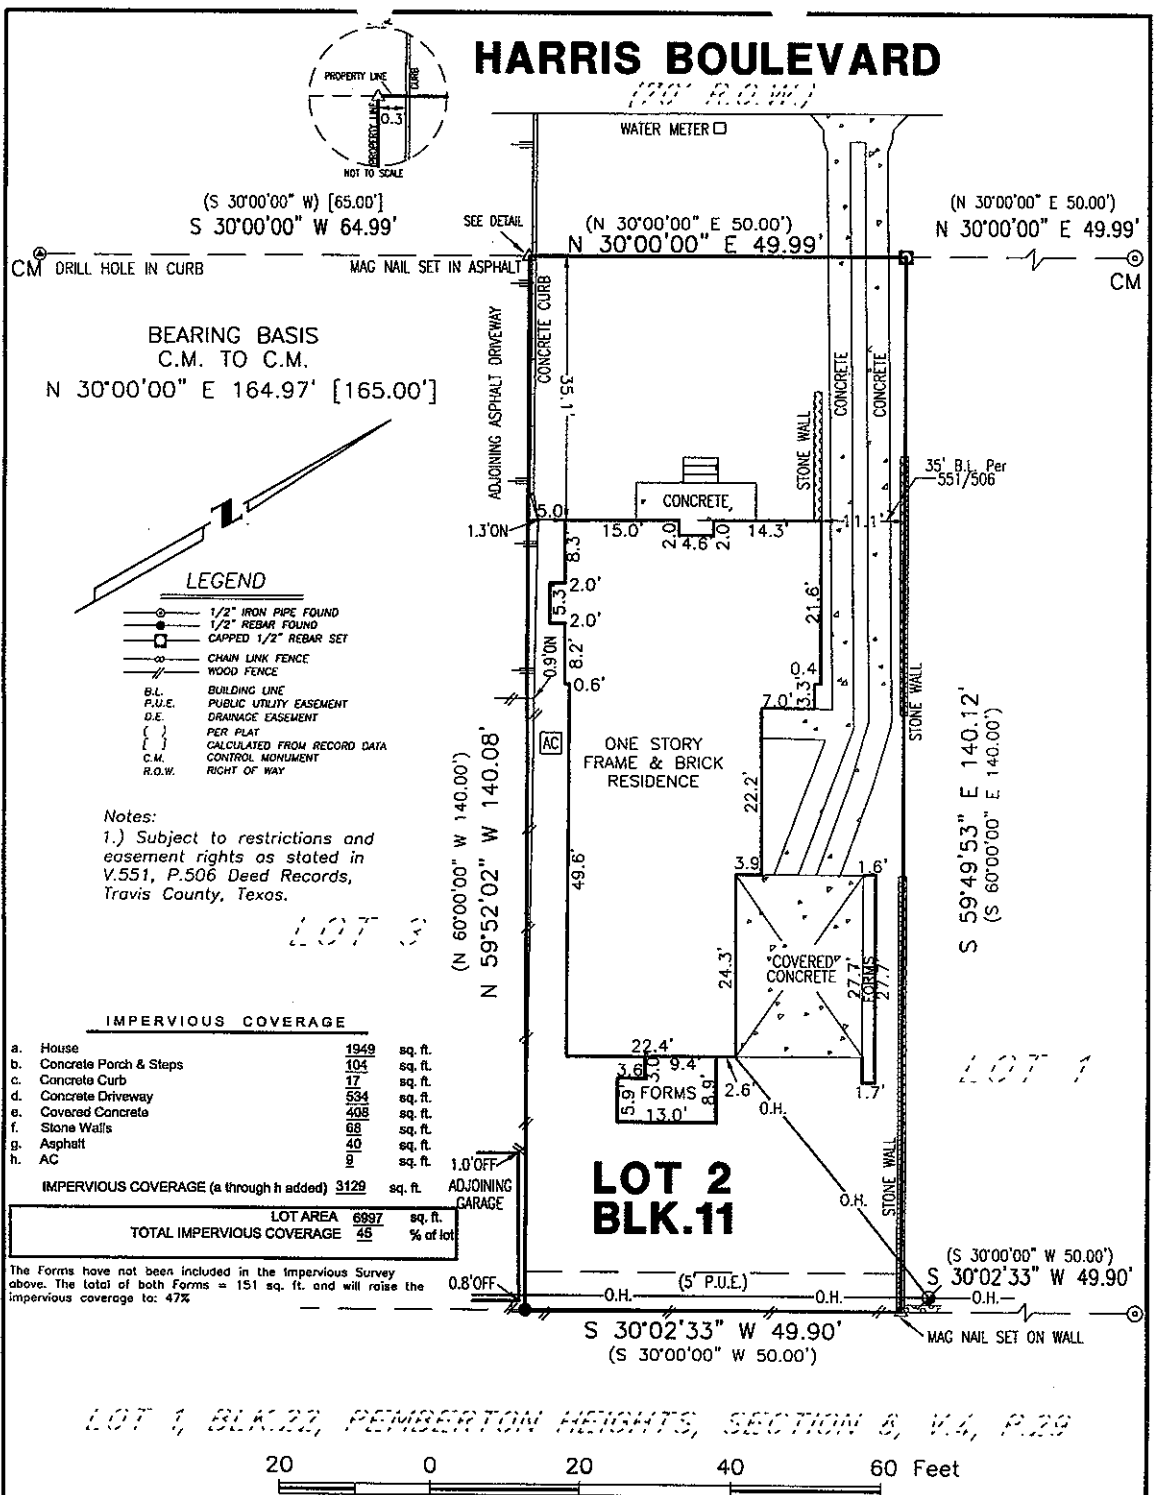 HARRIS BOULEVARD
(70' R.O.W.)
PROPERTY LINE
CURB
PROPERTY LINE
0.3
NOT TO SCALE
WATER METER
(S 30°00'00" W) [65.00']
S 30°00'00" W 64.99'
SEE DETAIL
(N 30°00'00" E 50.00')
N 30°00'00" E 49.99'
(N 30°00'00" E 50.00')
N 30°00'00" E 49.99'
CM DRILL HOLE IN CURB
MAG NAIL SET IN ASPHALT
CM
BEARING BASIS
C.M. TO C.M.
N 30°00'00" E 164.97' [165.00']
ADJOINING ASPHALT DRIVEWAY
CONCRETE CURB
35.1'
STONE WALL
CONCRETE
CONCRETE
35' B.L. Per
551/506
CONCRETE
1.3'ON
5.0
15.0'
2.0
4.6'
2.0
14.3'
11.1'
8.3'
2.0'
5.3
2.0'
8.2'
0.6'
0.9'ON
21.6'
0.4
3.3'
7.0'
STONE WALL
LEGEND
1/2" IRON PIPE FOUND
1/2" REBAR FOUND
CAPPED 1/2" REBAR SET
CHAIN LINK FENCE
WOOD FENCE
B.L. BUILDING LINE
P.U.E. PUBLIC UTILITY EASEMENT
D.E. DRAINAGE EASEMENT
( ) PER PLAT
[ ] CALCULATED FROM RECORD DATA
C.M. CONTROL MONUMENT
R.O.W. RIGHT OF WAY
AC
ONE STORY
FRAME & BRICK
RESIDENCE
22.2'
49.6'
N 59°52'02" W 140.08'
(N 60°00'00" W 140.00')
S 59°49'53" E 140.12'
(S 60°00'00" E 140.00')
Notes:
1.) Subject to restrictions and
easement rights as stated in
V.551, P.506 Deed Records,
Travis County, Texas.
LOT 3
3.9
1.6'
24.3'
"COVERED"
CONCRETE
27.7'
FORMS
27.7
LOT 1
22.4'
3.6
3.0
9.4
FORMS
5.9'
13.0'
8.9'
2.6'
1.7'
O.H.
O.H.
STONE WALL
IMPERVIOUS COVERAGE
a. House 1949 sq. ft.
b. Concrete Porch & Steps 104 sq. ft.
c. Concrete Curb 17 sq. ft.
d. Concrete Driveway 534 sq. ft.
e. Covered Concrete 408 sq. ft.
f. Stone Walls 68 sq. ft.
g. Asphalt 40 sq. ft.
h. AC 9 sq. ft.
IMPERVIOUS COVERAGE (a through h added) 3129 sq. ft.
LOT AREA 6997 sq. ft.
TOTAL IMPERVIOUS COVERAGE 45 % of lot
The Forms have not been included in the Impervious Survey
above. The total of both Forms = 151 sq. ft. and will raise the
impervious coverage to: 47%
1.0'OFF
ADJOINING
GARAGE
0.8'OFF
LOT 2
BLK.11
(5' P.U.E.)
O.H.
O.H.
O.H.
(S 30°00'00" W 50.00')
S 30°02'33" W 49.90'
S 30°02'33" W 49.90'
(S 30°00'00" W 50.00')
MAG NAIL SET ON WALL
LOT 1, BLK.22, PEMBERTON HEIGHTS, SECTION 8, V.4, P.29
20 0 20 40 60 Feet